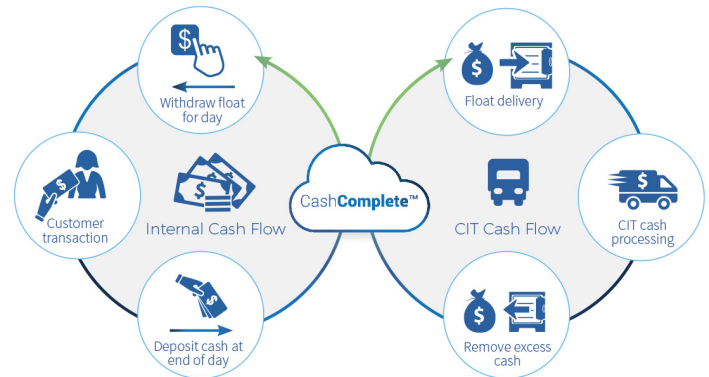 Withdraw float
for day
Customer
transaction
Internal Cash Flow
Deposit cash at
end of day
CashComplete™
Float delivery
CIT Cash Flow
CIT cash
processing
Remove excess
cash